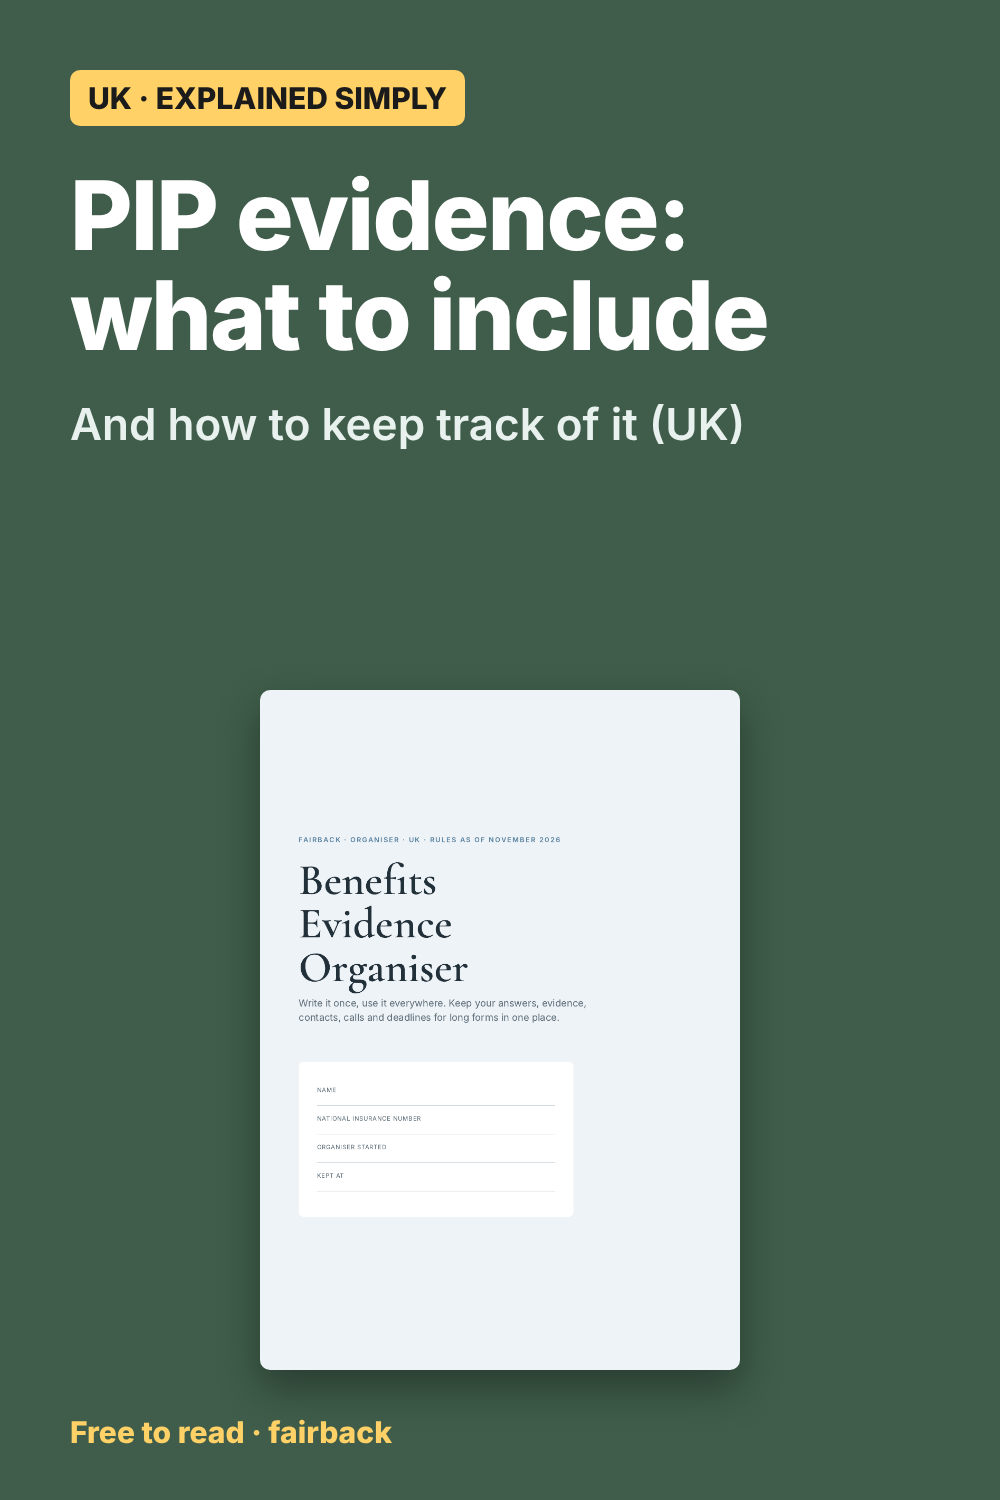 UK · EXPLAINED SIMPLY
PIP evidence:
what to include
And how to keep track of it (UK)
FAIRBACK · ORGANISER · UK · RULES AS OF NOVEMBER 2026
Benefits
Evidence
Organiser
Write it once, use it everywhere. Keep your answers, evidence,
contacts, calls and deadlines for long forms in one place.
NAME
NATIONAL INSURANCE NUMBER
ORGANISER STARTED
KEPT AT
Free to read · fairback